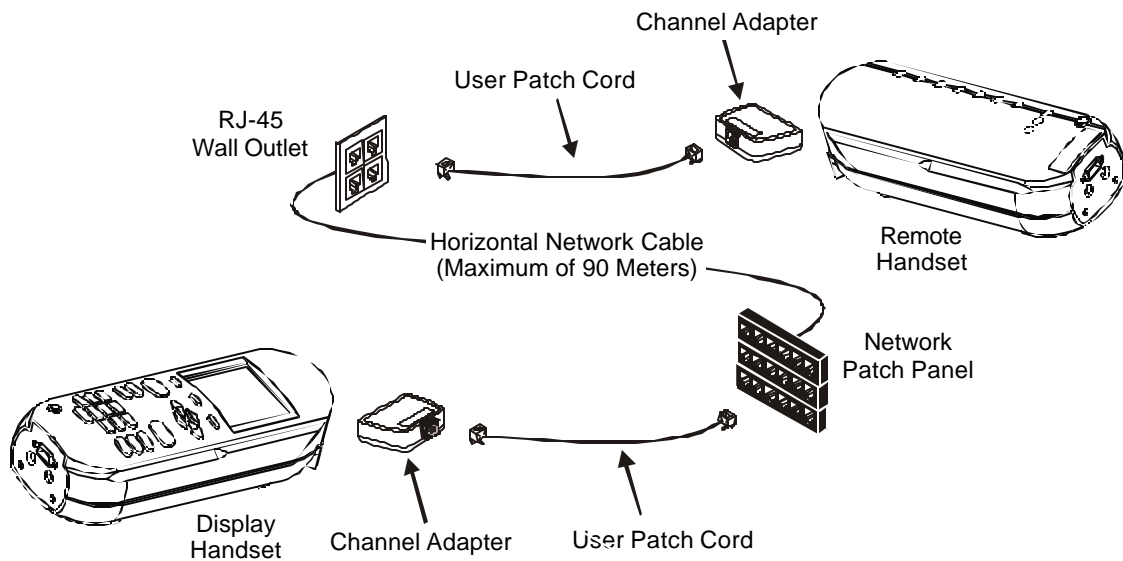 Channel Adapter
User Patch Cord
RJ-45
Wall Outlet
Horizontal Network Cable
(Maximum of 90 Meters)
Remote
Handset
Network
Patch Panel
Display
Handset
Channel Adapter
User Patch Cord